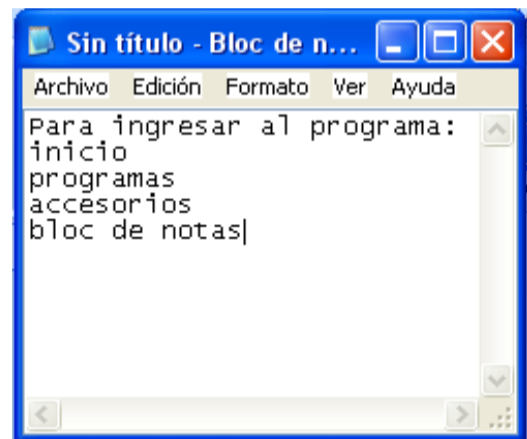 Sin título - Bloc de n...
Archivo Edición Formato Ver Ayuda
Para ingresar al programa:
inicio
programas
accesorios
bloc de notas